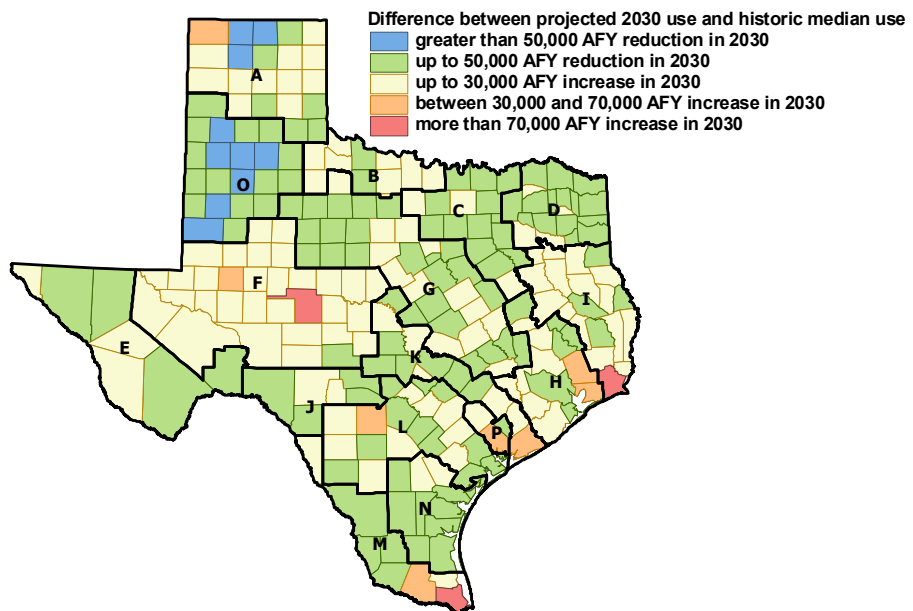 Difference between projected 2030 use and historic median use
greater than 50,000 AFY reduction in 2030
up to 50,000 AFY reduction in 2030
up to 30,000 AFY increase in 2030
between 30,000 and 70,000 AFY increase in 2030
more than 70,000 AFY increase in 2030
A
B
O
C
D
F
G
I
E
K
H
J
L
P
N
M